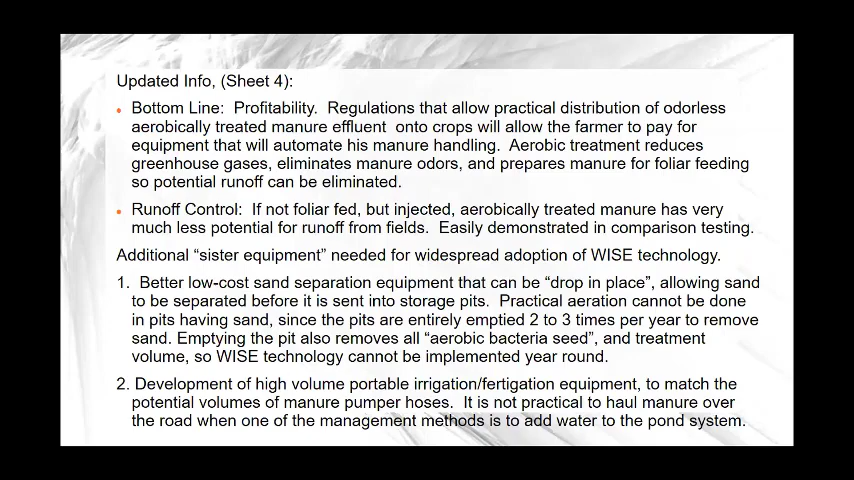 Updated Info, (Sheet 4):
• Bottom Line:  Profitability.  Regulations that allow practical distribution of odorless
aerobically treated manure effluent  onto crops will allow the farmer to pay for
equipment that will automate his manure handling.  Aerobic treatment reduces
greenhouse gases, eliminates manure odors, and prepares manure for foliar feeding
so potential runoff can be eliminated.
• Runoff Control:  If not foliar fed, but injected, aerobically treated manure has very
much less potential for runoff from fields.  Easily demonstrated in comparison testing.
Additional “sister equipment” needed for widespread adoption of WISE technology.
1.  Better low-cost sand separation equipment that can be “drop in place”, allowing sand
to be separated before it is sent into storage pits.  Practical aeration cannot be done
in pits having sand, since the pits are entirely emptied 2 to 3 times per year to remove
sand. Emptying the pit also removes all “aerobic bacteria seed”, and treatment
volume, so WISE technology cannot be implemented year round.
2. Development of high volume portable irrigation/fertigation equipment, to match the
potential volumes of manure pumper hoses.  It is not practical to haul manure over
the road when one of the management methods is to add water to the pond system.